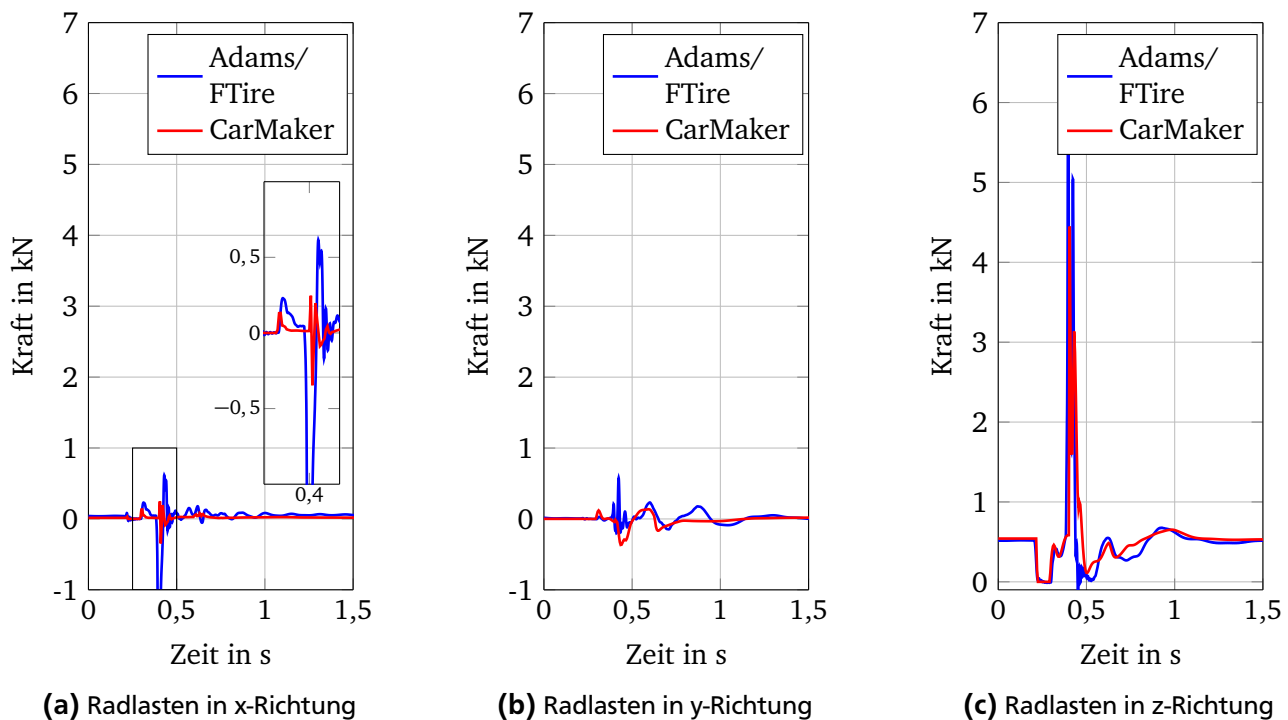 7
6
5
4
3
2
1
0
-1
Kraft in kN
Adams/
FTire
CarMaker
0,5
0
−0,5
0,4
0
0,5
1
1,5
Zeit in s
(a) Radlasten in x-Richtung
7
6
5
4
3
2
1
0
-1
Kraft in kN
Adams/
FTire
CarMaker
0
0,5
1
1,5
Zeit in s
(b) Radlasten in y-Richtung
7
6
5
4
3
2
1
0
Kraft in kN
Adams/
FTire
CarMaker
0
0,5
1
1,5
Zeit in s
(c) Radlasten in z-Richtung